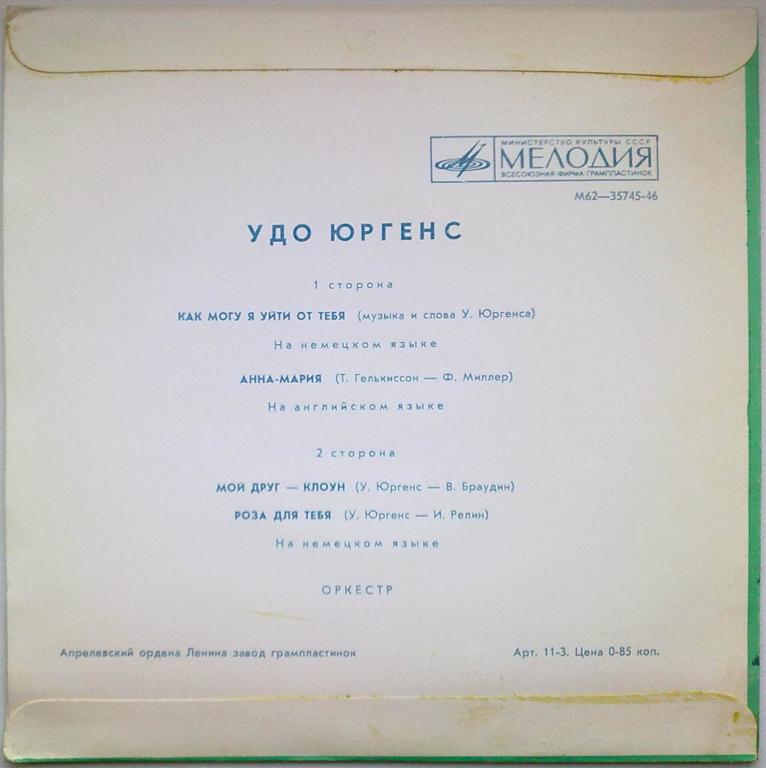 МИНИСТЕРСТВО КУЛЬТУРЫ СССР
МЕЛОДИЯ
ВСЕСОЮЗНАЯ ФИРМА ГРАМПЛАСТИНОК
М62—35745-46
УДО ЮРГЕНС
1 сторона
КАК МОГУ Я УЙТИ ОТ ТЕБЯ (музыка и слова У. Юргенса)
На немецком языке
АННА-МАРИЯ (Т. Гелькиссон — Ф. Миллер)
На английском языке
2 сторона
МОЙ ДРУГ — КЛОУН (У. Юргенс — В. Браудин)
РОЗА ДЛЯ ТЕБЯ (У. Юргенс — И. Релин)
На немецком языке
ОРКЕСТР
Апрелевский ордена Ленина завод грампластинок Арт. 11-3. Цена 0-85 коп.